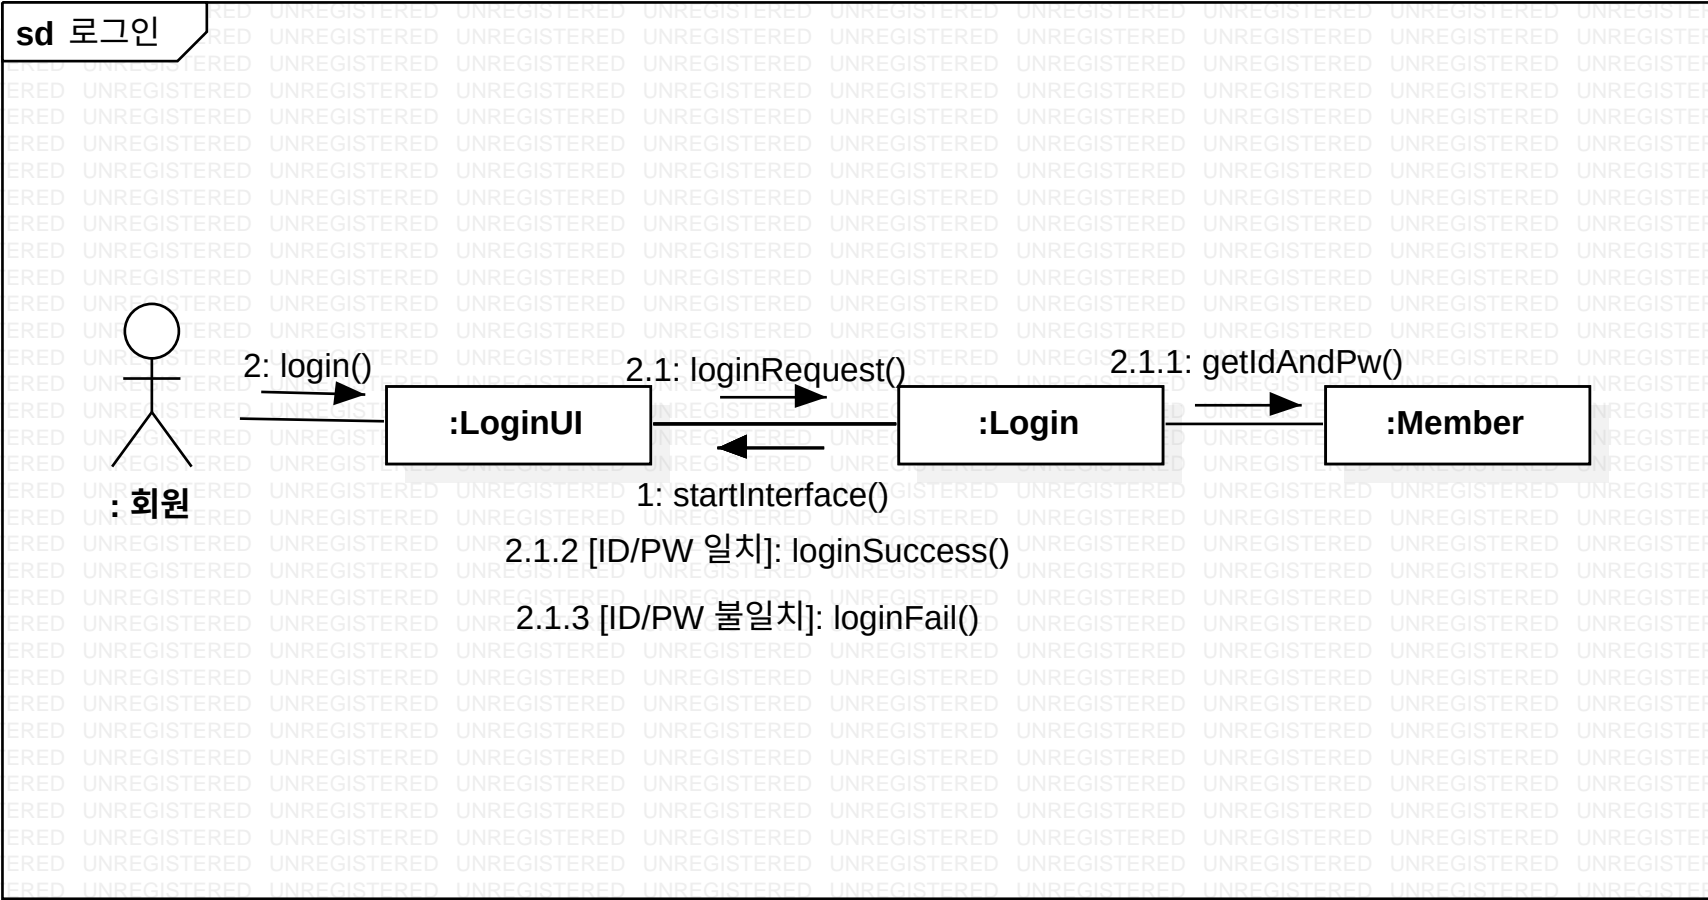 sd 로그인
2: login()
2.1: loginRequest()
2.1.1: getIdAndPw()
:LoginUI
:Login
:Member
: 회원
1: startInterface()
2.1.2 [ID/PW 일치]: loginSuccess()
2.1.3 [ID/PW 불일치]: loginFail()
UNREGISTERED